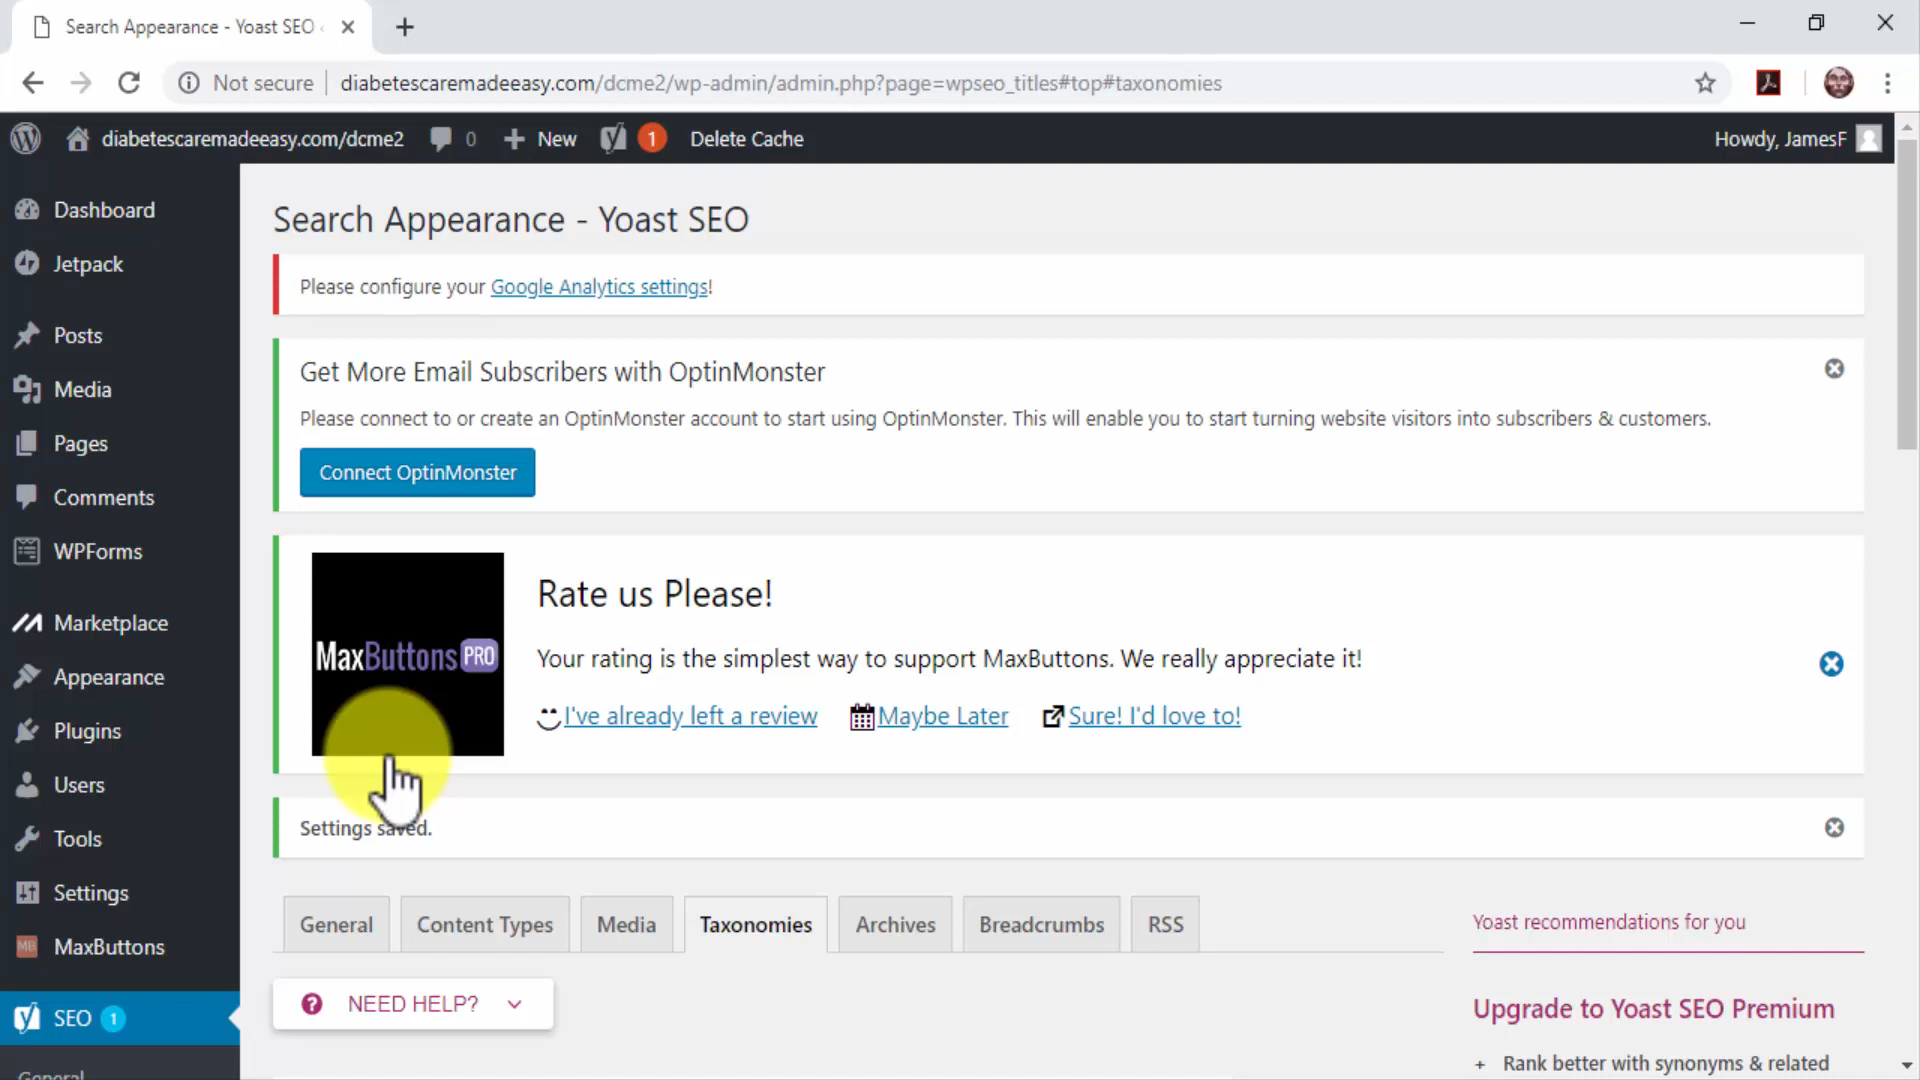 Search Appearance - Yoast SEO
Not secure
diabetescaremadeeasy.com/dcme2/wp-admin/admin.php?page=wpseo_titles#top#taxonomies
diabetescaremadeeasy.com/dcme2
0
New
1
Delete Cache
Howdy, JamesF
Dashboard
Jetpack
Posts
Media
Pages
Comments
WPForms
Marketplace
Appearance
Plugins
Users
Tools
Settings
MB
MaxButtons
SEO 1
General
Search Appearance - Yoast SEO
Please configure your Google Analytics settings!
Get More Email Subscribers with OptinMonster
Please connect to or create an OptinMonster account to start using OptinMonster. This will enable you to start turning website visitors into subscribers & customers.
Connect OptinMonster
MaxButtons PRO
Rate us Please!
Your rating is the simplest way to support MaxButtons. We really appreciate it!
I've already left a review
Maybe Later
Sure! I'd love to!
Settings saved.
General
Content Types
Media
Taxonomies
Archives
Breadcrumbs
RSS
NEED HELP?
Yoast recommendations for you
Upgrade to Yoast SEO Premium
+ Rank better with synonyms & related